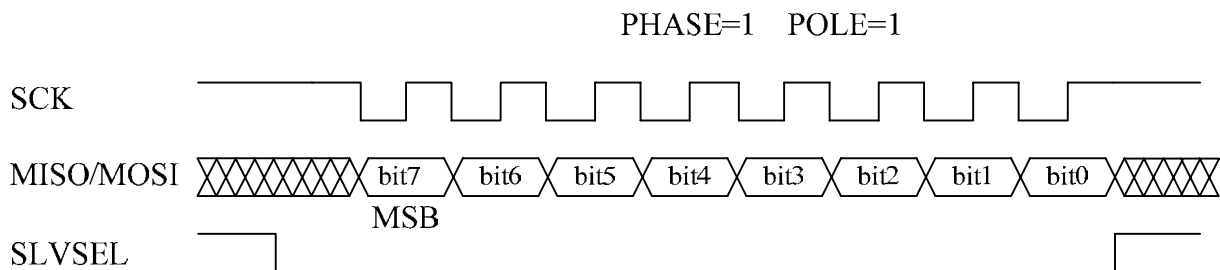 PHASE=1 POLE=1
SCK
MISO/MOSI bit7 bit6 bit5 bit4 bit3 bit2 bit1 bit0
MSB
SLVSEL